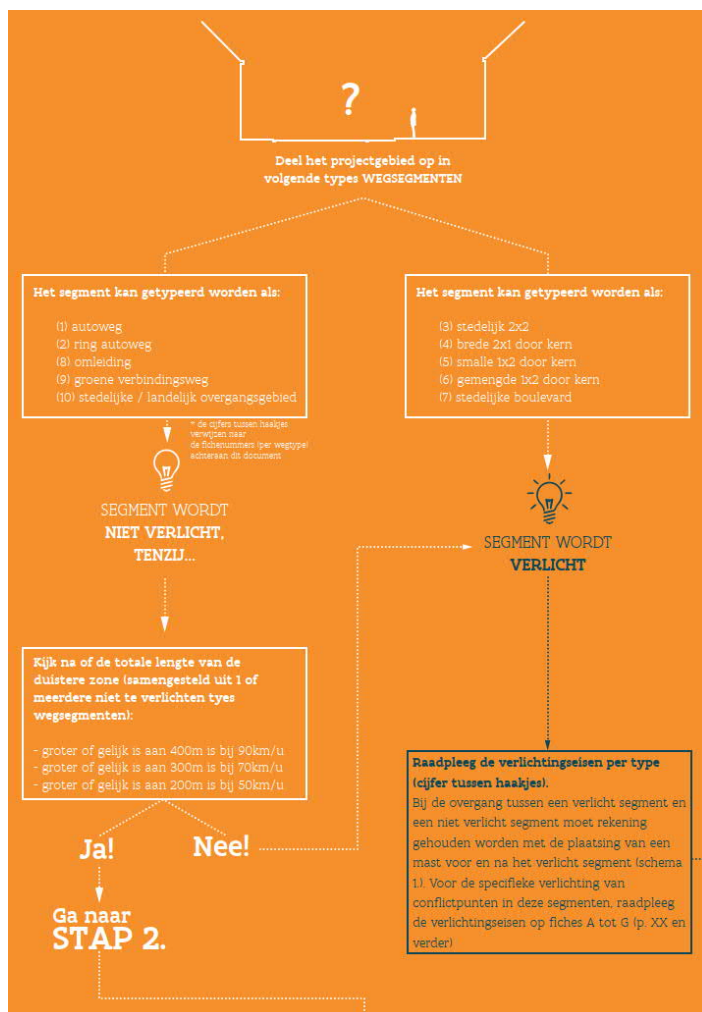 ?
Deel het projectgebied op in
volgende types WEGSEGMENTEN
Het segment kan getypeerd worden als:
(1) autoweg
(2) ring autoweg
(8) omleiding
(9) groene verbindingsweg
(10) stedelijke / landelijk overgangsgebied
* de cijfers tussen haakjes
verwijzen naar
de fichenummers (per wegtype)
achteraan dit document
SEGMENT WORDT
NIET VERLICHT,
TENZIJ...
Het segment kan getypeerd worden als:
(3) stedelijk 2x2
(4) brede 2x1 door kern
(5) smalle 1x2 door kern
(6) gemengde 1x2 door kern
(7) stedelijke boulevard
SEGMENT WORDT
VERLICHT
Kijk na of de totale lengte van de
duistere zone (samengesteld uit 1 of
meerdere niet te verlichten tyes
wegsegmenten):
- groter of gelijk is aan 400m is bij 90km/u
- groter of gelijk is aan 300m is bij 70km/u
- groter of gelijk is aan 200m is bij 50km/u
Ja!
Nee!
Ga naar
STAP 2.
Raadpleeg de verlichtingseisen per type
(cijfer tussen haakjes).
Bij de overgang tussen een verlicht segment en
een niet verlicht segment moet rekening
gehouden worden met de plaatsing van een
mast voor en na het verlicht segment (schema
1.). Voor de specifieke verlichting van
conflictpunten in deze segmenten, raadpleeg
de verlichtingseisen op fiches A tot G (p. XX en
verder)